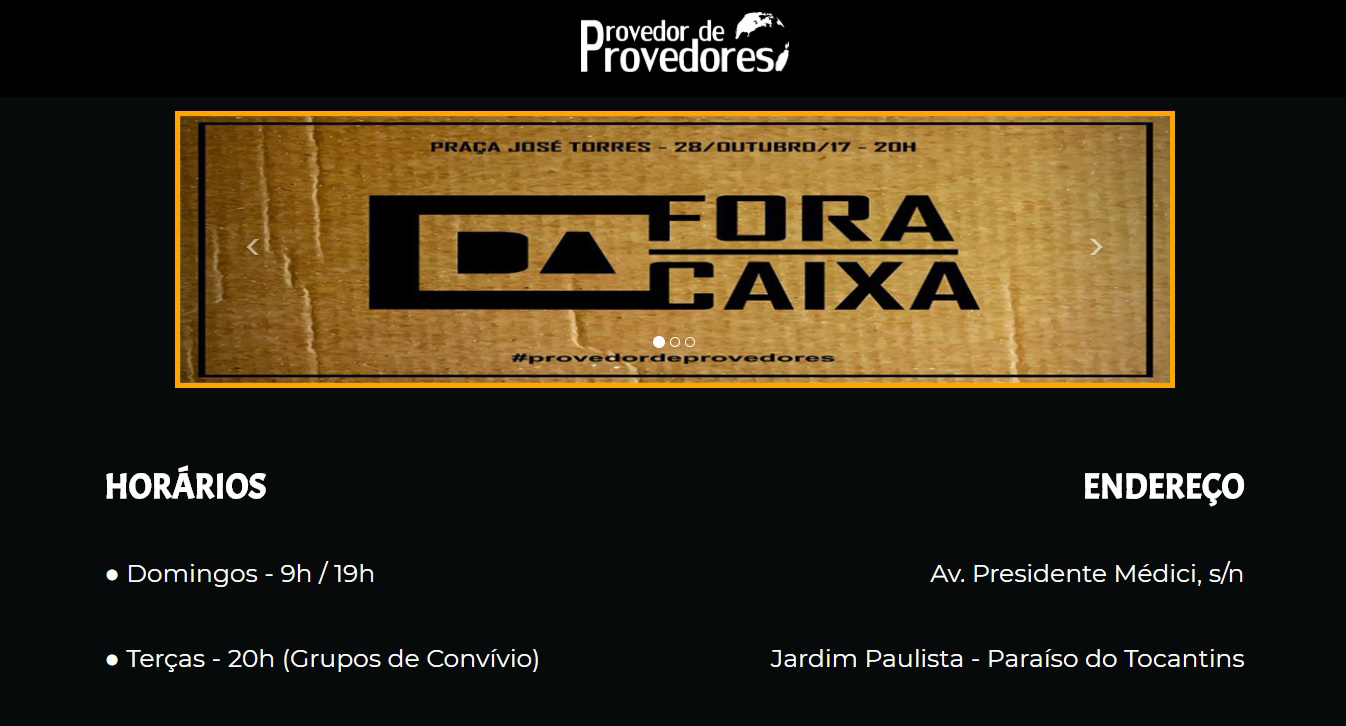 Provedor de
Provedores
PRAÇA JOSÉ TORRES - 28/OUTUBRO/17 - 20H
DA
FORA
CAIXA
#provedordeprovedores
HORÁRIOS
● Domingos - 9h / 19h
● Terças - 20h (Grupos de Convívio)
ENDEREÇO
Av. Presidente Médici, s/n
Jardim Paulista - Paraíso do Tocantins